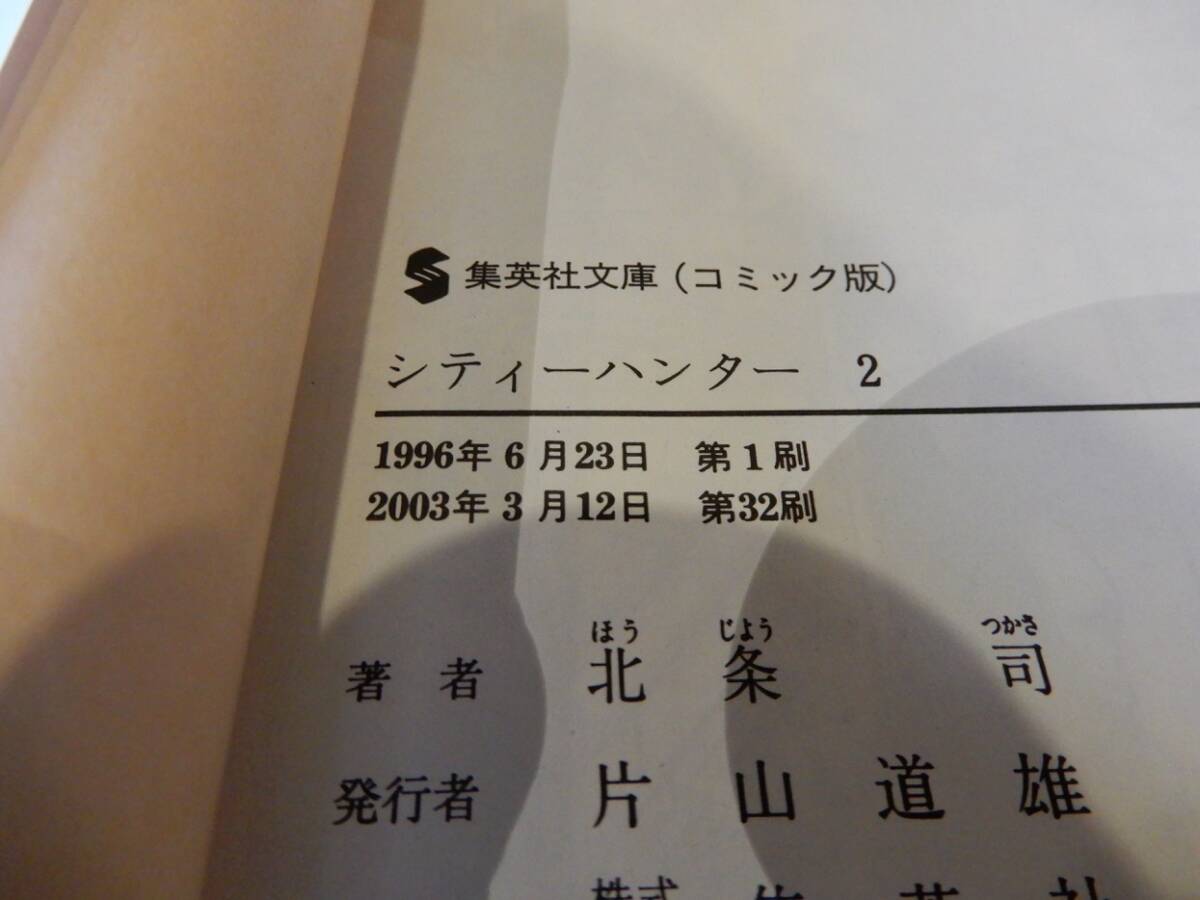 集英社文庫(コミック版)
シティーハンター 2
1996年6月23日 第1刷
2003年3月12日 第32刷
ほう じょう つかさ
著者 北条 司
発行者 片山道雄
株式